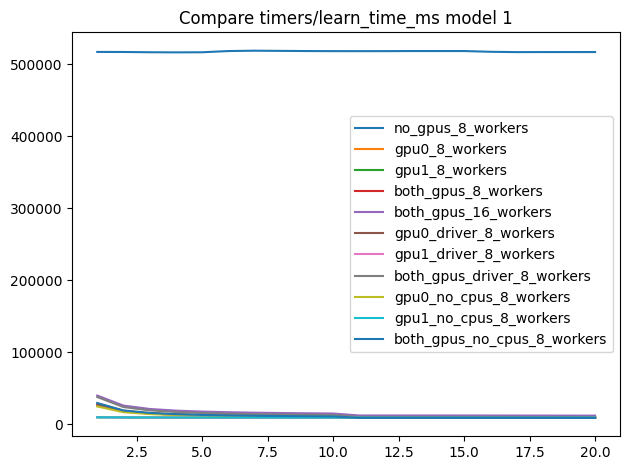 Compare timers/learn_time_ms model 1
500000
400000
300000
200000
100000
0
no_gpus_8_workers
gpu0_8_workers
gpu1_8_workers
both_gpus_8_workers
both_gpus_16_workers
gpu0_driver_8_workers
gpu1_driver_8_workers
both_gpus_driver_8_workers
gpu0_no_cpus_8_workers
gpu1_no_cpus_8_workers
both_gpus_no_cpus_8_workers
2.5 5.0 7.5 10.0 12.5 15.0 17.5 20.0